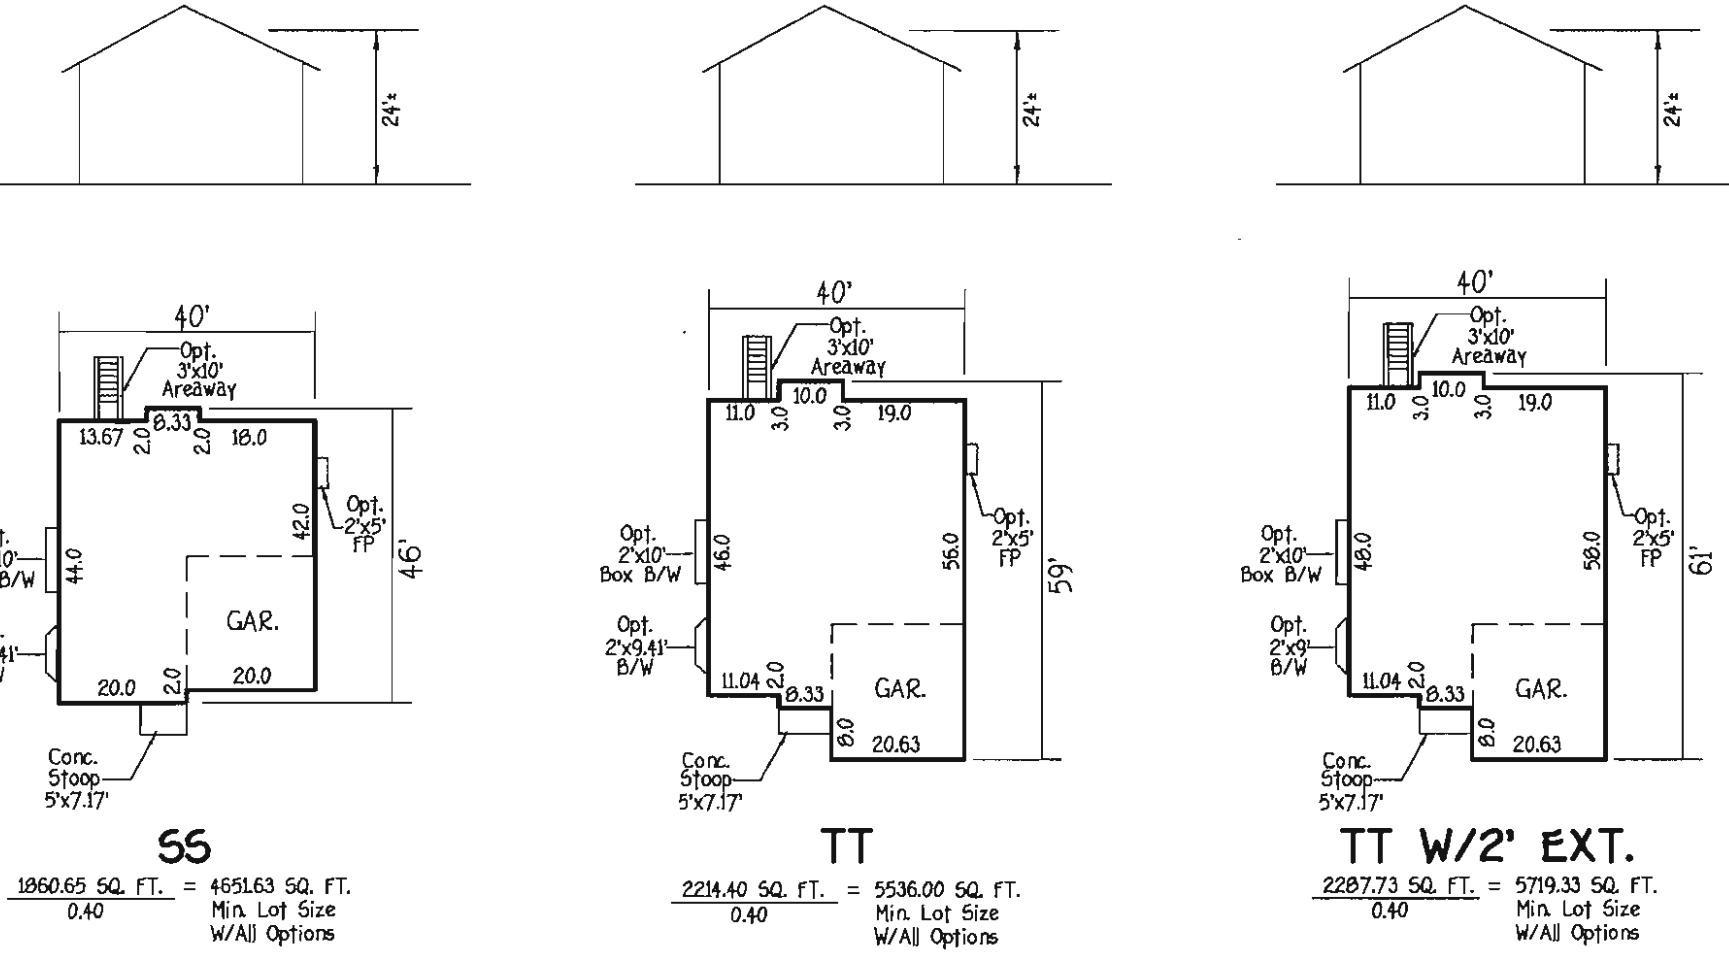 24'±
40'
Opt.
3'x10'
Areaway
13.67
2.0
8.33
2.0
18.0
42.0
Opt.
2'x5'
FP
46'
B/W
44.0
GAR.
20.0
2.0
20.0
Conc.
Stoop
5'x7.17'
SS
1860.65 SQ. FT. = 4651.63 SQ. FT.
0.40
Min. Lot Size
W/All Options
24'±
40'
Opt.
3'x10'
Areaway
11.0
3.0
10.0
3.0
19.0
Opt.
2'x10'
Box B/W
46.0
56.0
Opt.
2'x5'
FP
59'
Opt.
2'x9.41'
B/W
11.04
2.0
8.33
GAR.
8.0
20.63
Conc.
Stoop
5'x7.17'
TT
2214.40 SQ. FT. = 5536.00 SQ. FT.
0.40
Min. Lot Size
W/All Options
24'±
40'
Opt.
3'x10'
Areaway
11.0
3.0
10.0
3.0
19.0
Opt.
2'x10'
Box B/W
48.0
58.0
Opt.
2'x5'
FP
61'
Opt.
2'x9'
B/W
11.04
2.0
8.33
GAR.
8.0
20.63
Conc.
Stoop
5'x7.17'
TT W/2' EXT.
2287.73 SQ. FT. = 5719.33 SQ. FT.
0.40
Min. Lot Size
W/All Options